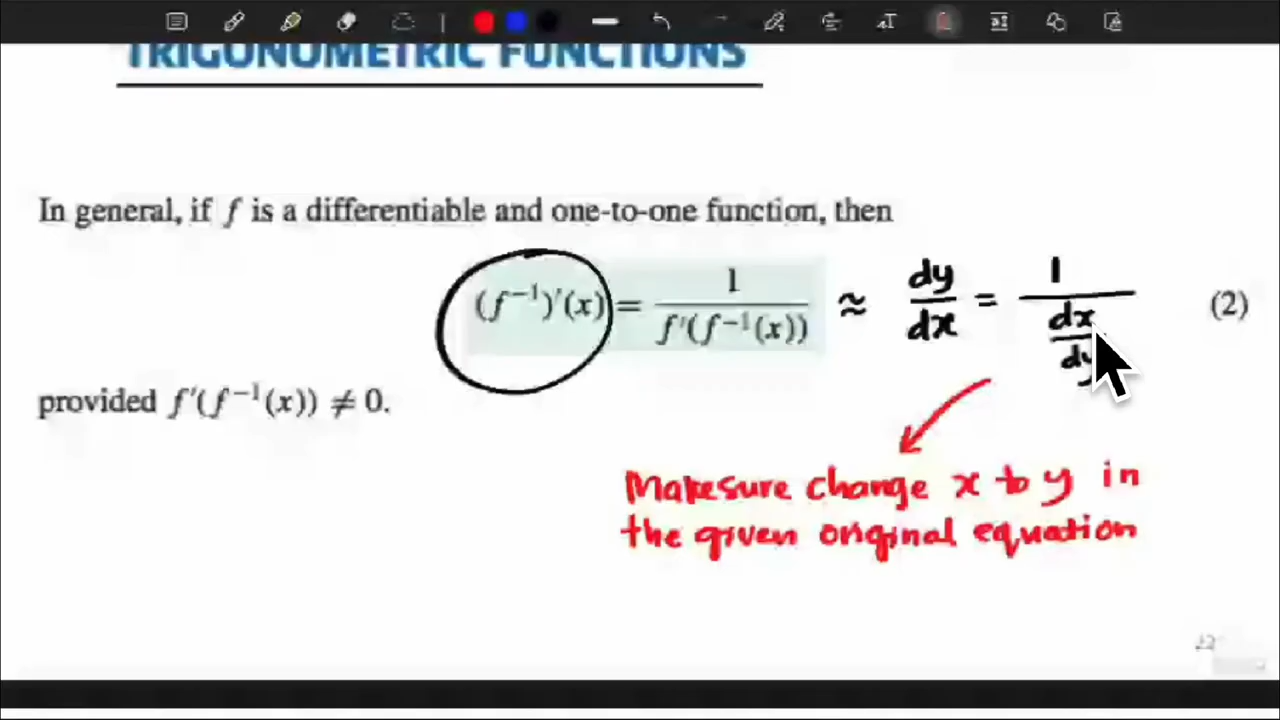 TRIGONOMETRIC FUNCTIONS
In general, if f is a differentiable and one-to-one function, then
(f⁻¹)'(x) = 1 / f'(f⁻¹(x)) ≈ dy/dx = 1 / (dx/dy) (2)
provided f'(f⁻¹(x)) ≠ 0.
Makesure change x to y in
the given original equation